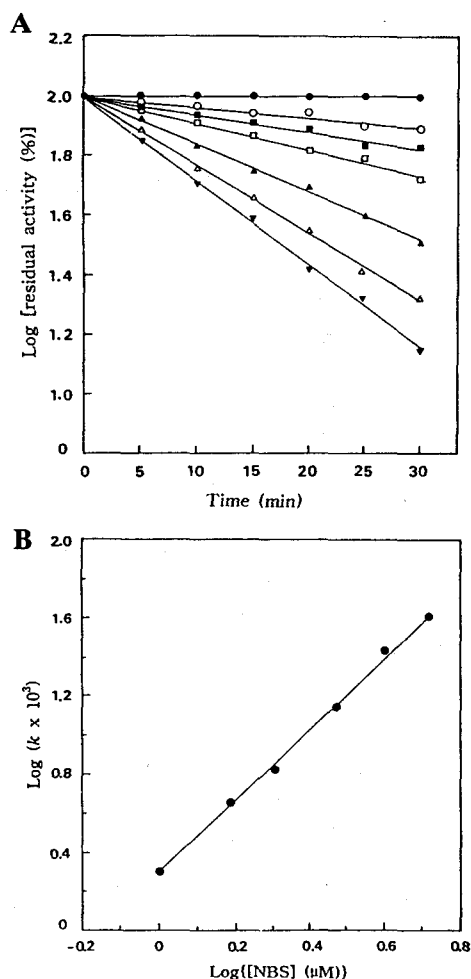 A
2.2
2.0
1.8
1.6
1.4
1.2
1.0
0
Log [residual activity (%)]
0 5 10 15 20 25 30
Time (min)
B
2.0
1.6
1.2
0.8
0.4
0
Log (k x 10³)
-0.2 0 0.2 0.4 0.6 0.8
Log{[NBS] (μM)}